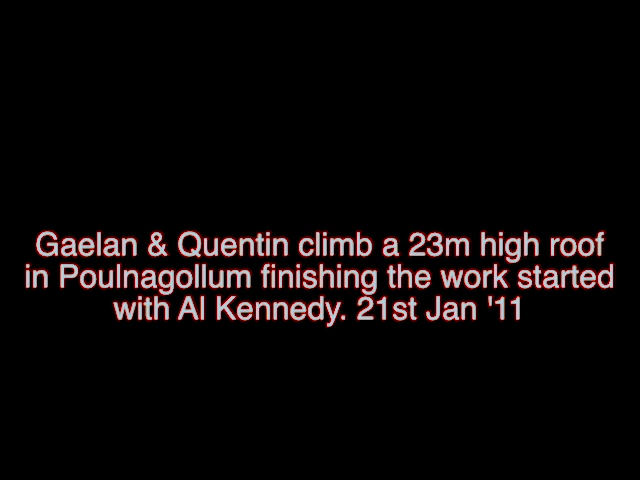 Gaelan & Quentin climb a 23m high roof
in Poulnagollum finishing the work started
with Al Kennedy. 21st Jan '11